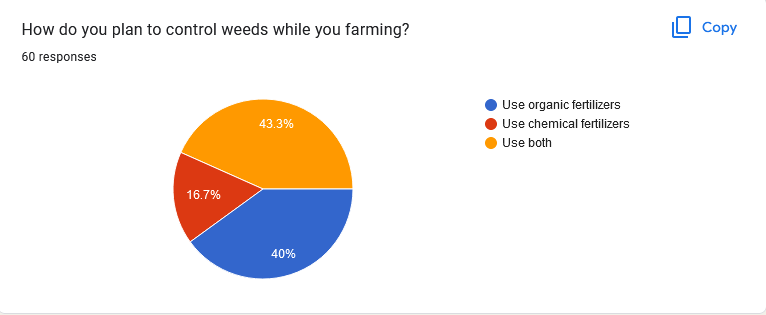 How do you plan to control weeds while you farming?
Copy
60 responses
43.3%
16.7%
40%
Use organic fertilizers
Use chemical fertilizers
Use both